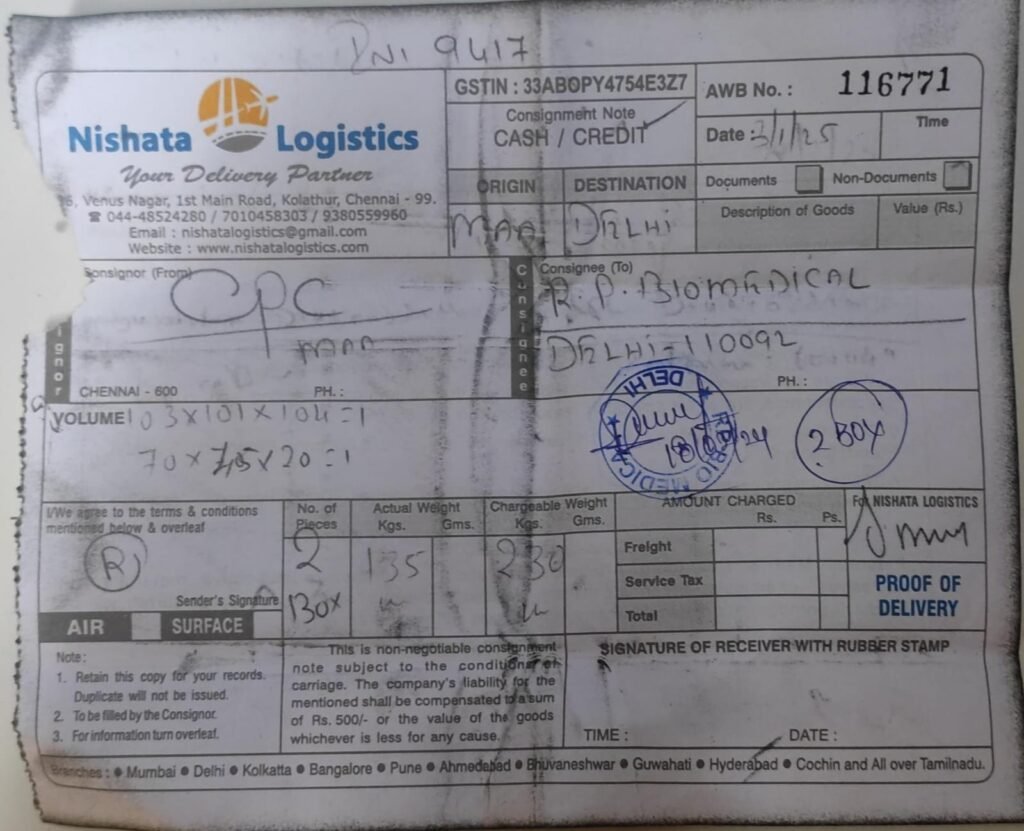 DNI 9417
Nishata Logistics
Your Delivery Partner
Venus Nagar, 1st Main Road, Kolathur, Chennai - 99.
044-48524280 / 7010458303 / 9380559960
Email : nishatalogistics@gmail.com
Website : www.nishatalogistics.com
GSTIN : 33ABOPY4754E3Z7
Consignment Note
CASH / CREDIT
AWB No. : 116771
Date : 3/1/25
Time
ORIGIN
DESTINATION
MAA
DELHI
Documents
Non-Documents
Description of Goods
Value (Rs.)
Consignor (From)
CPC
MAA
CHENNAI - 600 PH. :
ignor
Consignee
Consignee (To)
R.P. BIOMEDICAL
DELHI-110092
PH. :
VOLUME 103x101x104=1
70x75x20=1
BIO MEDICAL ★ DELHI ★
2 BOX
I/We agree to the terms & conditions
mentioned below & overleaf
R
Sender's Signature
AIR SURFACE
No. of
Pieces
2
BOX
Actual Weight
Kgs. Gms.
135
Chargeable Weight
Kgs. Gms.
230
AMOUNT CHARGED
Rs. Ps.
Freight
Service Tax
Total
For NISHATA LOGISTICS
PROOF OF
DELIVERY
Note :
1. Retain this copy for your records.
Duplicate will not be issued.
2. To be filled by the Consignor.
3. For information turn overleaf.
This is non-negotiable consignment
note subject to the conditions of
carriage. The company's liability for the
mentioned shall be compensated to a sum
of Rs. 500/- or the value of the goods
whichever is less for any cause.
SIGNATURE OF RECEIVER WITH RUBBER STAMP
TIME : DATE :
Branches : ● Mumbai ● Delhi ● Kolkatta ● Bangalore ● Pune ● Ahmedabad ● Bhuvaneshwar ● Guwahati ● Hyderabad ● Cochin and All over Tamilnadu.